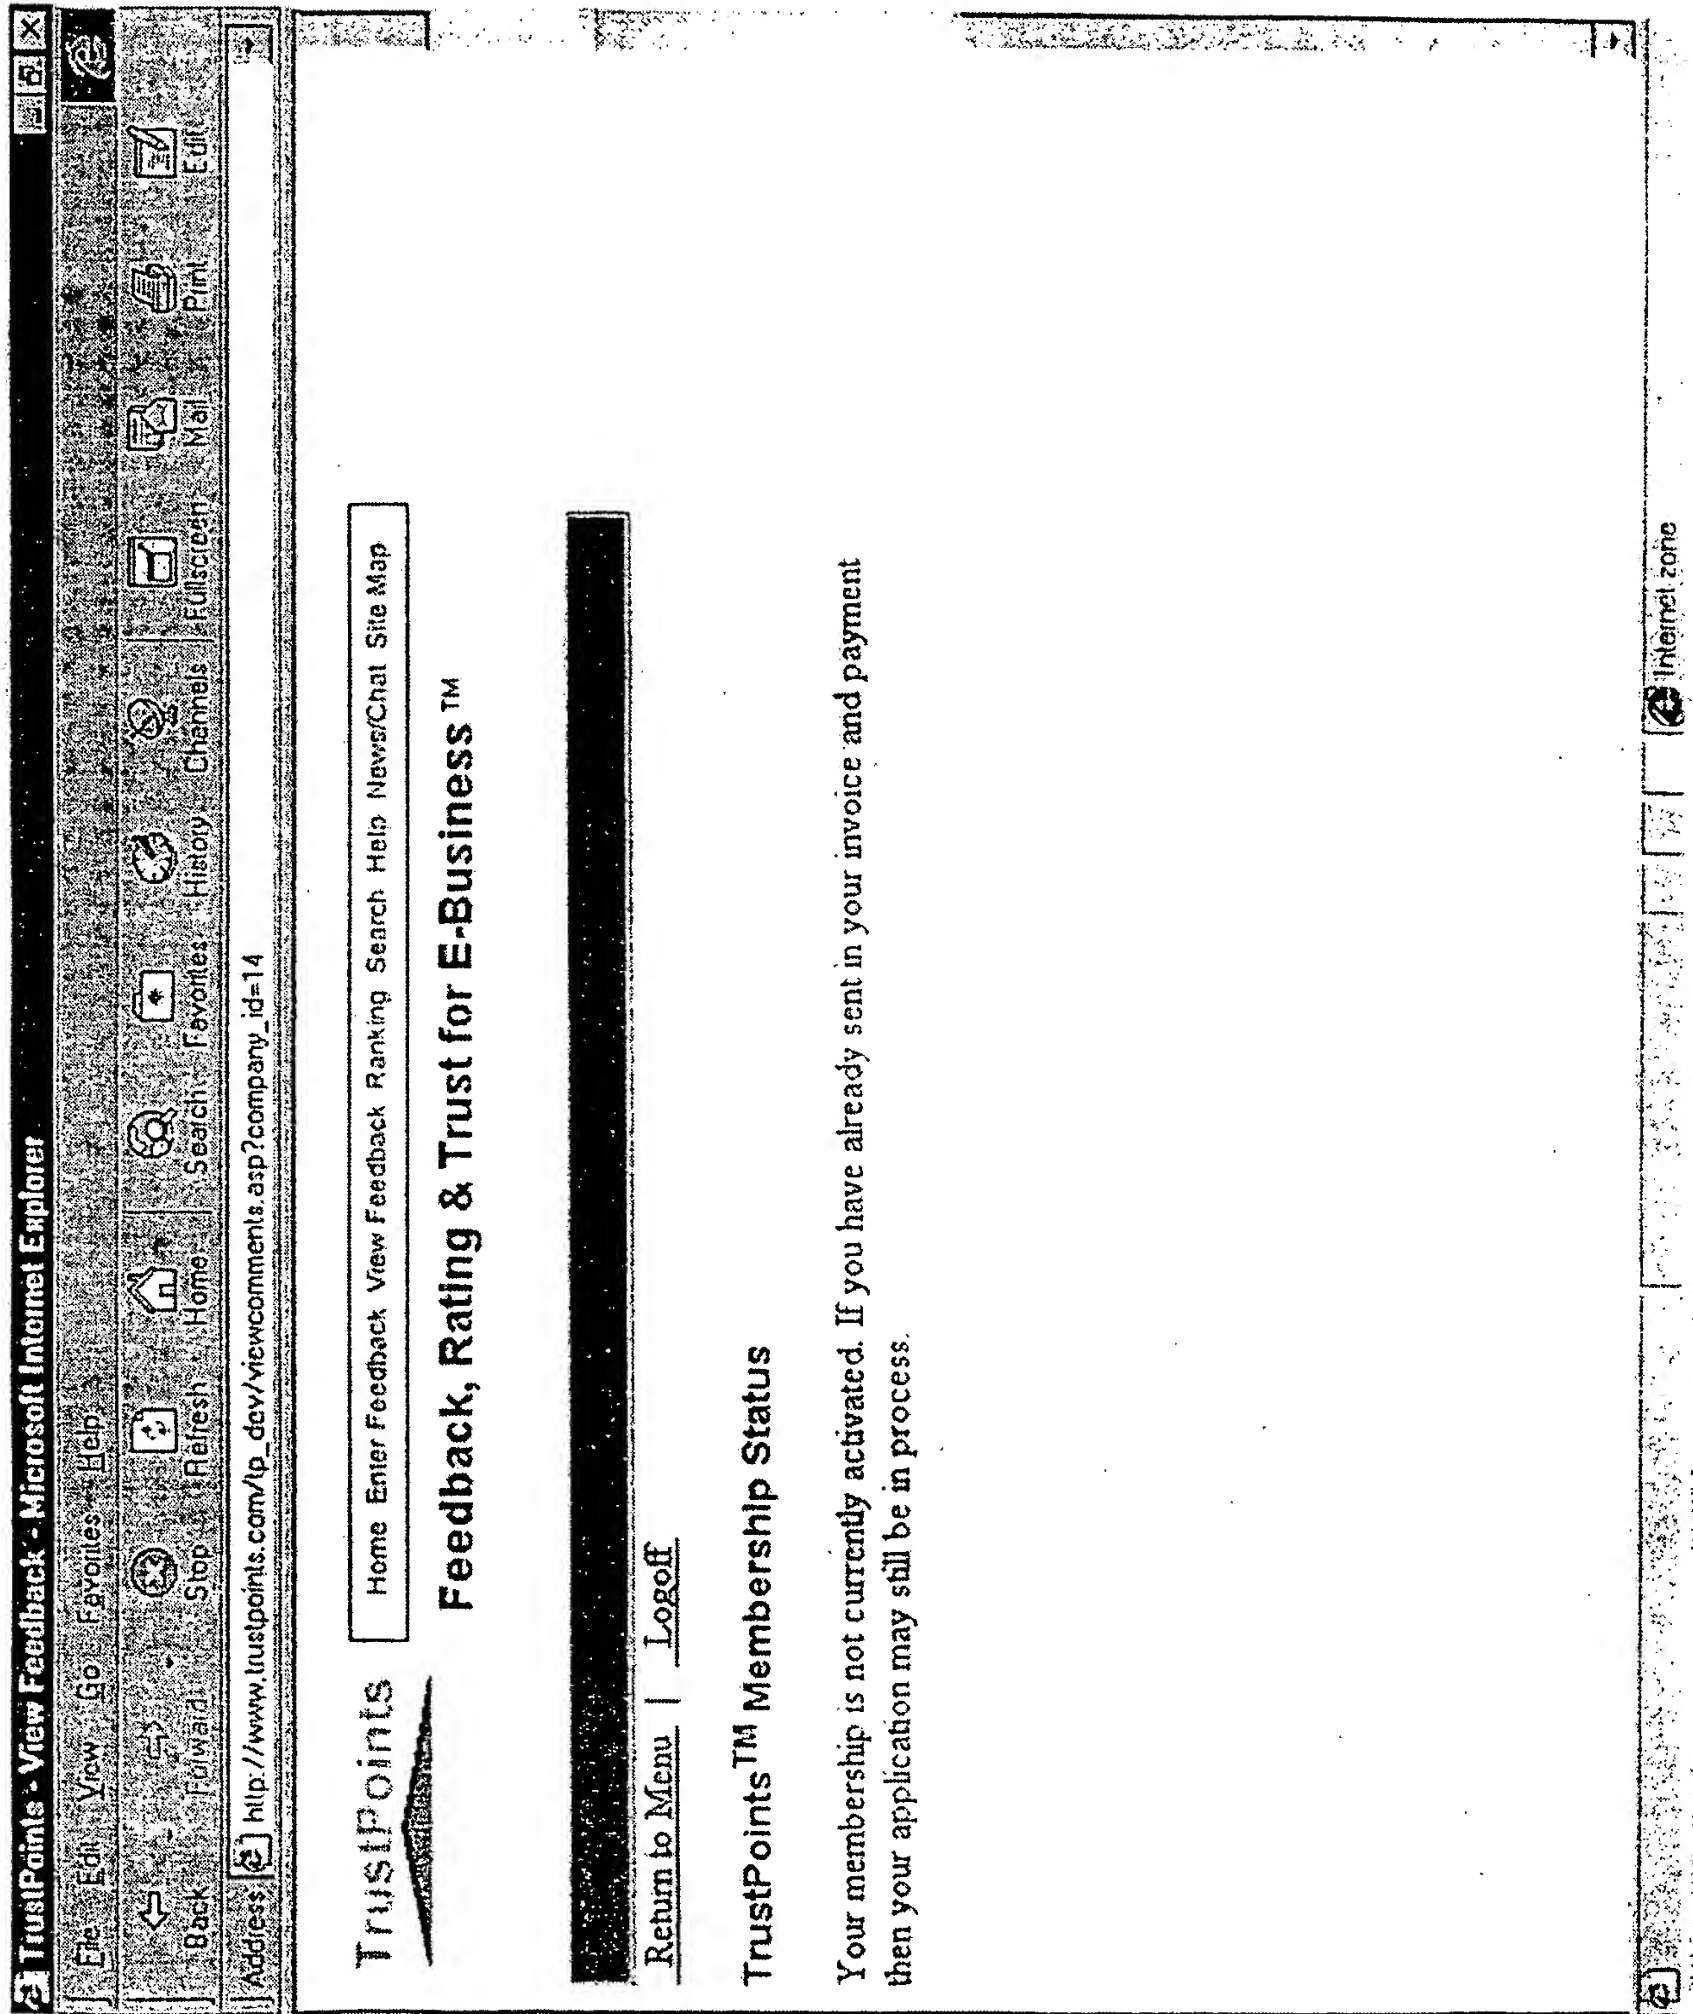 TrustPoints - View Feedback - Microsoft Internet Explorer
File Edit View Go Favorites Help
Back Forward Stop Refresh Home Search Favorites History Channels Fullscreen Mail Print Edit
Address http://www.trustpoints.com/tp_dev/viewcomments.asp?company_id=14
TrustPoints
Home Enter Feedback View Feedback Ranking Search Help News/Chat Site Map
Feedback, Rating & Trust for E-Business™
Return to Menu | Logoff
TrustPoints™ Membership Status
Your membership is not currently activated. If you have already sent in your invoice and payment
then your application may still be in process.
Internet zone